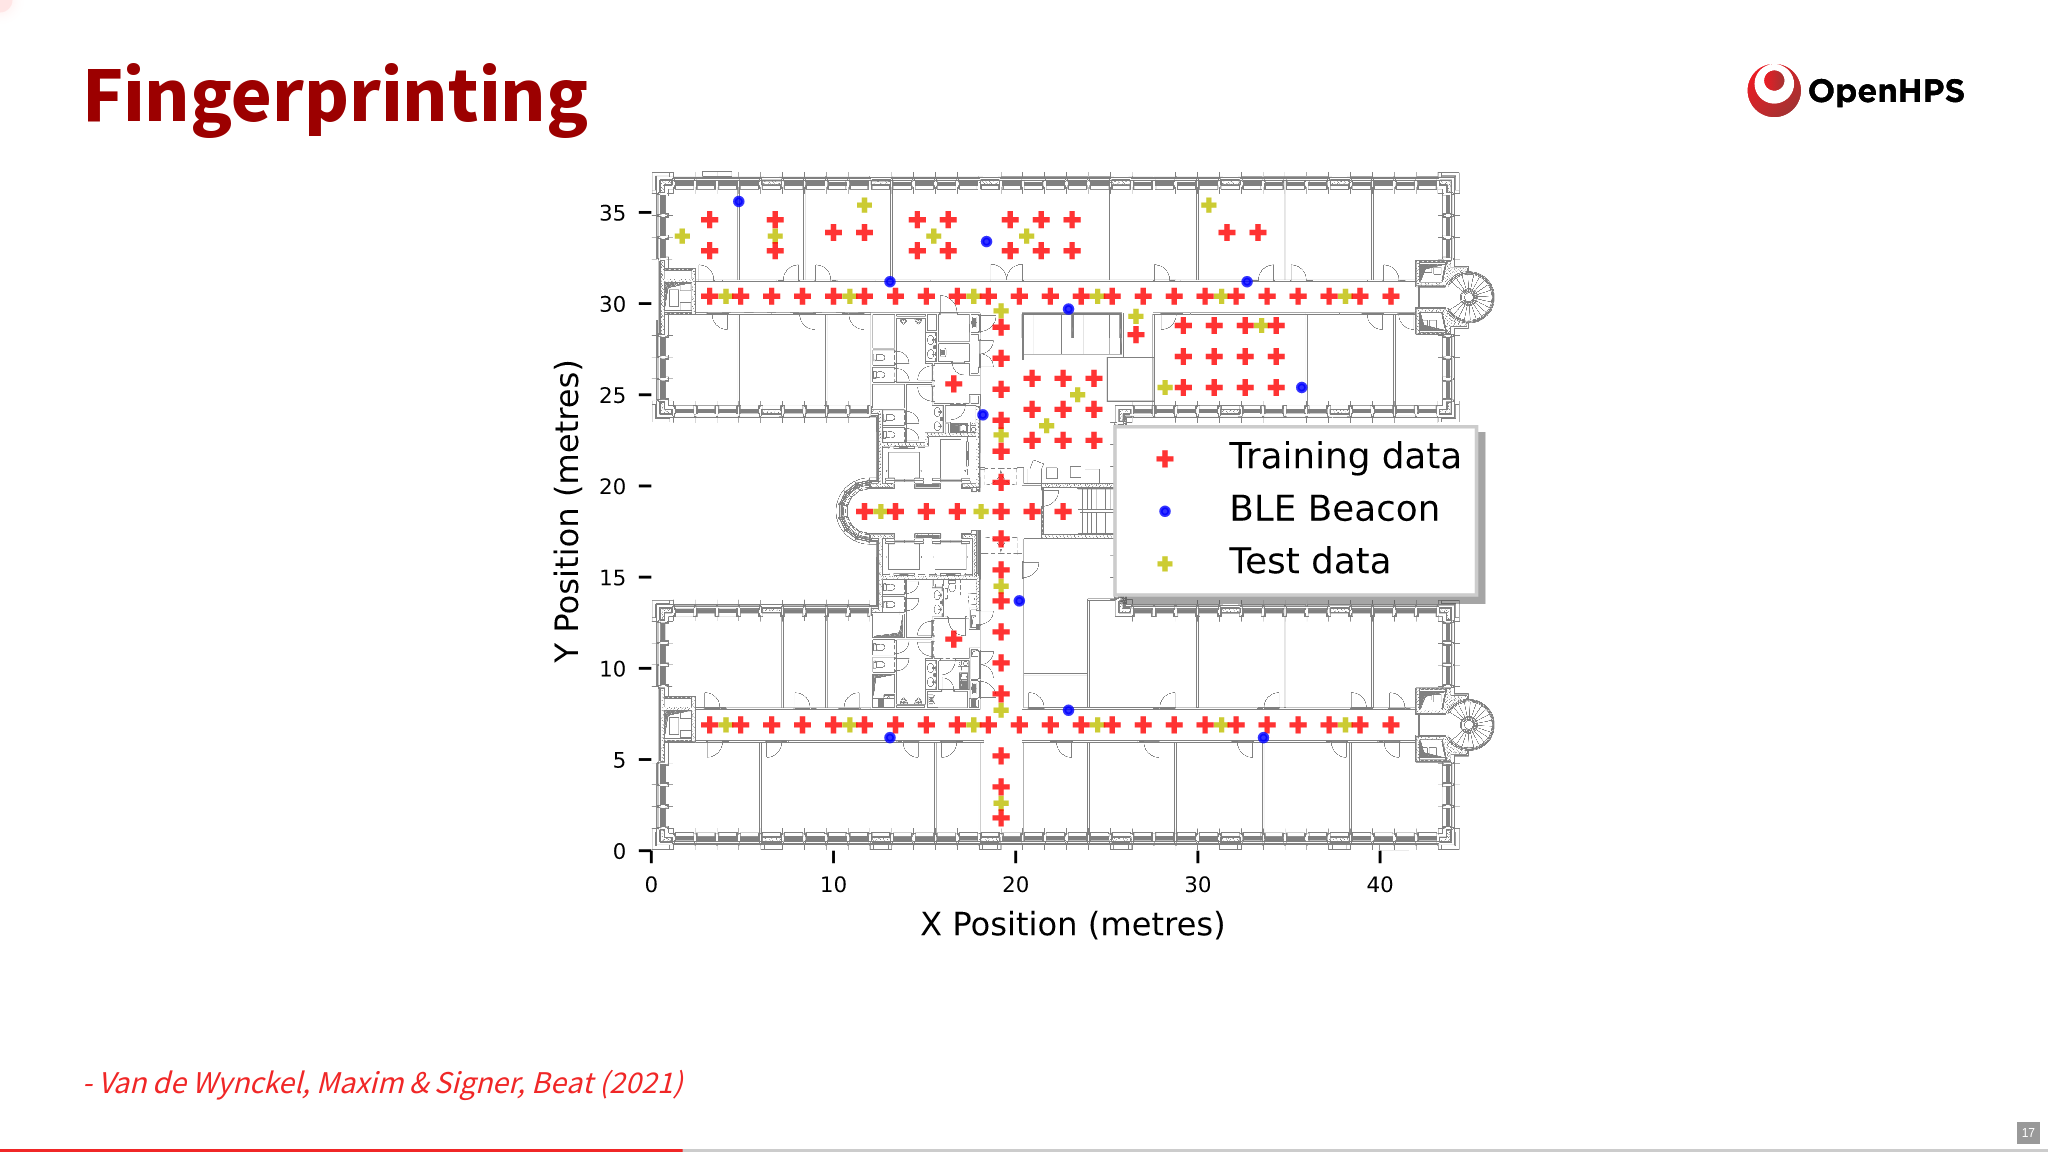 Fingerprinting
OpenHPS
35
30
25
20
15
10
5
0
Y Position (metres)
Training data
BLE Beacon
Test data
0 10 20 30 40
X Position (metres)
- Van de Wynckel, Maxim & Signer, Beat (2021)
17